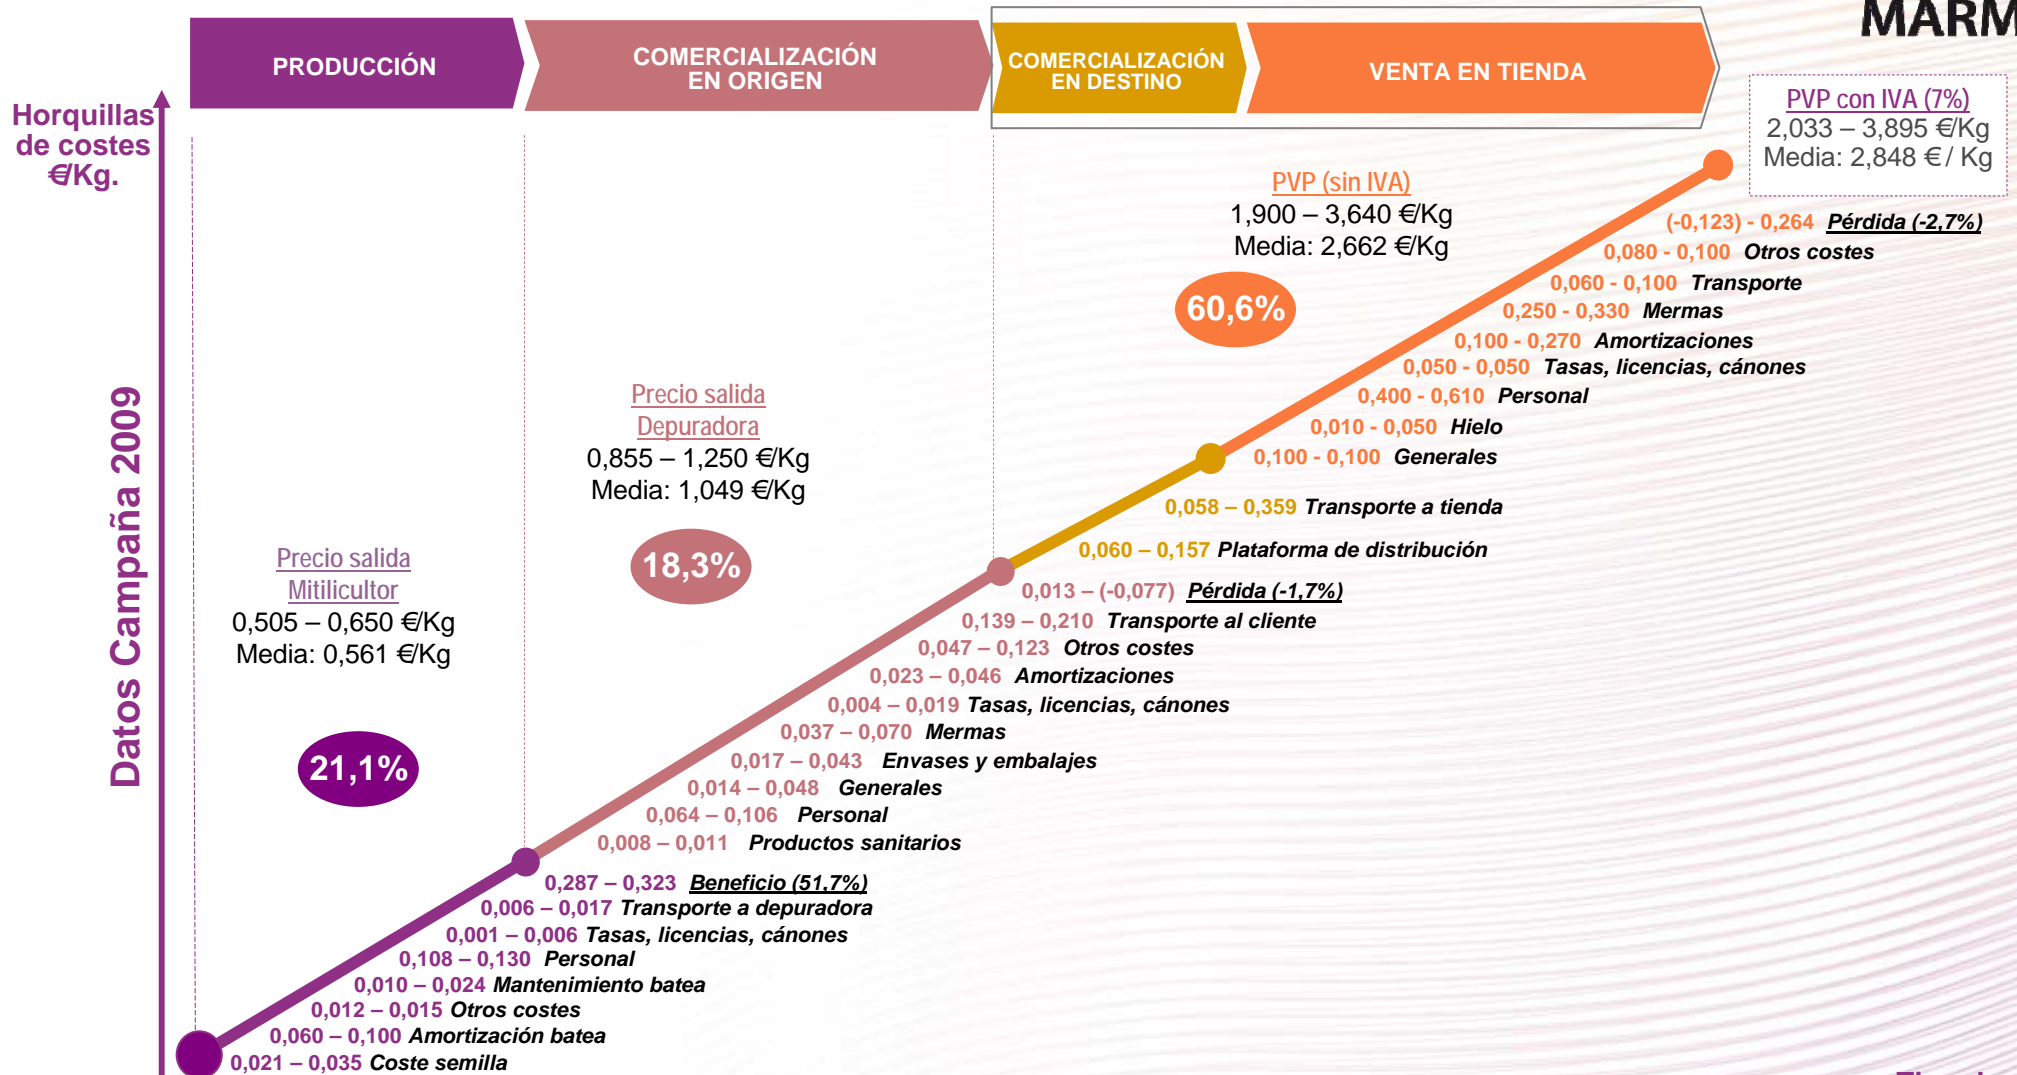 MARM
PRODUCCIÓN
COMERCIALIZACIÓN
EN ORIGEN
COMERCIALIZACIÓN
EN DESTINO
VENTA EN TIENDA
Horquillas
de costes
€/Kg.
Datos Campaña 2009
PVP con IVA (7%)
2,033 – 3,895 €/Kg
Media: 2,848 € / Kg
PVP (sin IVA)
1,900 – 3,640 €/Kg
Media: 2,662 €/Kg
60,6%
(-0,123) - 0,264 Pérdida (-2,7%)
0,080 - 0,100 Otros costes
0,060 - 0,100 Transporte
0,250 - 0,330 Mermas
0,100 - 0,270 Amortizaciones
0,050 - 0,050 Tasas, licencias, cánones
0,400 - 0,610 Personal
0,010 - 0,050 Hielo
0,100 - 0,100 Generales
0,058 – 0,359 Transporte a tienda
0,060 – 0,157 Plataforma de distribución
Precio salida
Depuradora
0,855 – 1,250 €/Kg
Media: 1,049 €/Kg
18,3%
0,013 – (-0,077) Pérdida (-1,7%)
0,139 – 0,210 Transporte al cliente
0,047 – 0,123 Otros costes
0,023 – 0,046 Amortizaciones
0,004 – 0,019 Tasas, licencias, cánones
0,037 – 0,070 Mermas
0,017 – 0,043 Envases y embalajes
0,014 – 0,048 Generales
0,064 – 0,106 Personal
0,008 – 0,011 Productos sanitarios
Precio salida
Mitilicultor
0,505 – 0,650 €/Kg
Media: 0,561 €/Kg
21,1%
0,287 – 0,323 Beneficio (51,7%)
0,006 – 0,017 Transporte a depuradora
0,001 – 0,006 Tasas, licencias, cánones
0,108 – 0,130 Personal
0,010 – 0,024 Mantenimiento batea
0,012 – 0,015 Otros costes
0,060 – 0,100 Amortización batea
0,021 – 0,035 Coste semilla